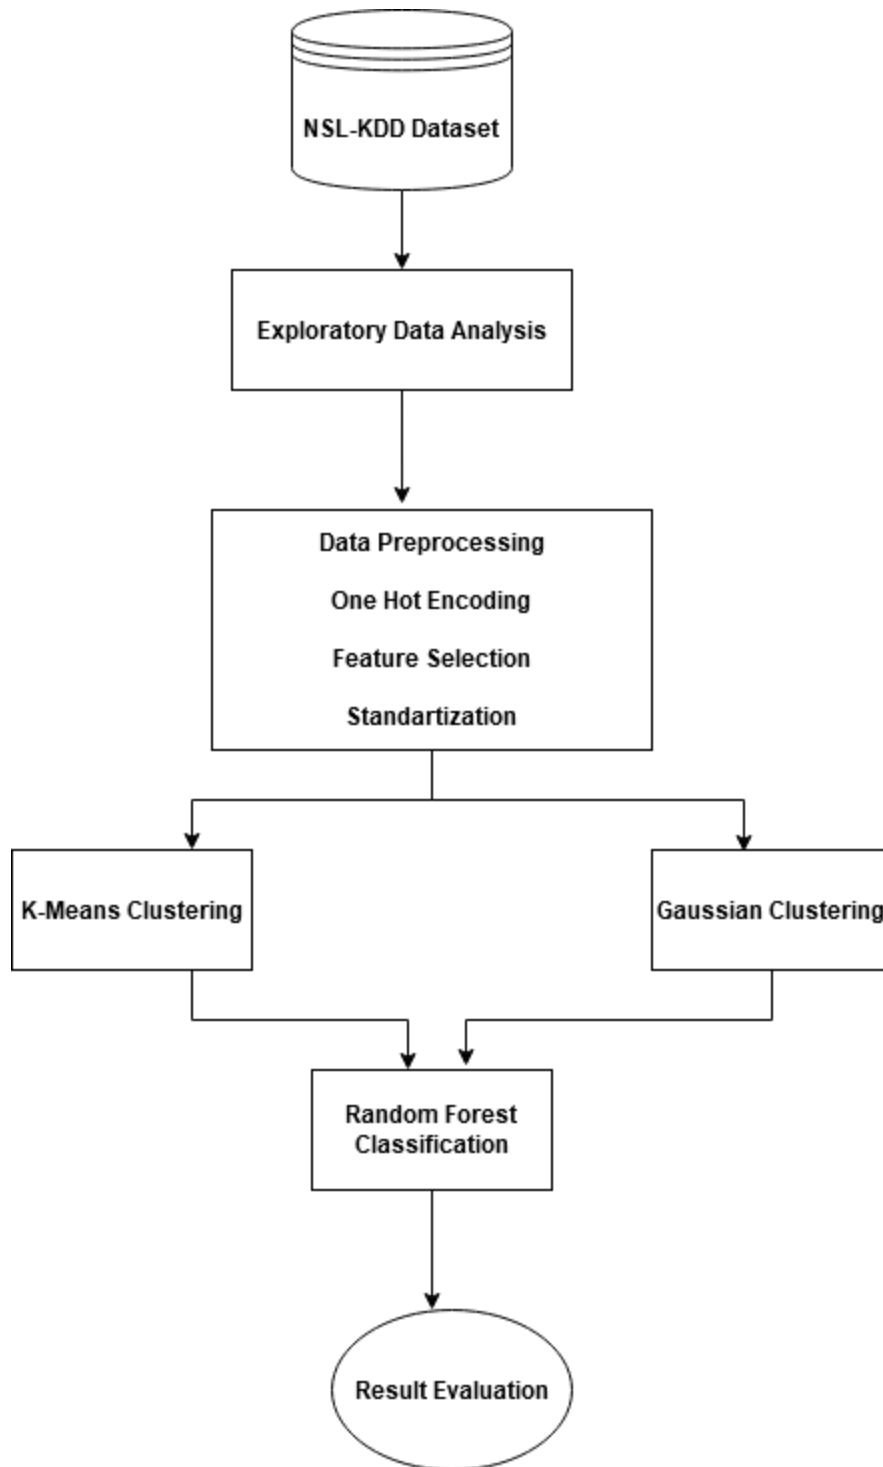 NSL-KDD Dataset
Exploratory Data Analysis
Data Preprocessing
One Hot Encoding
Feature Selection
Standartization
K-Means Clustering
Gaussian Clustering
Random Forest
Classification
Result Evaluation